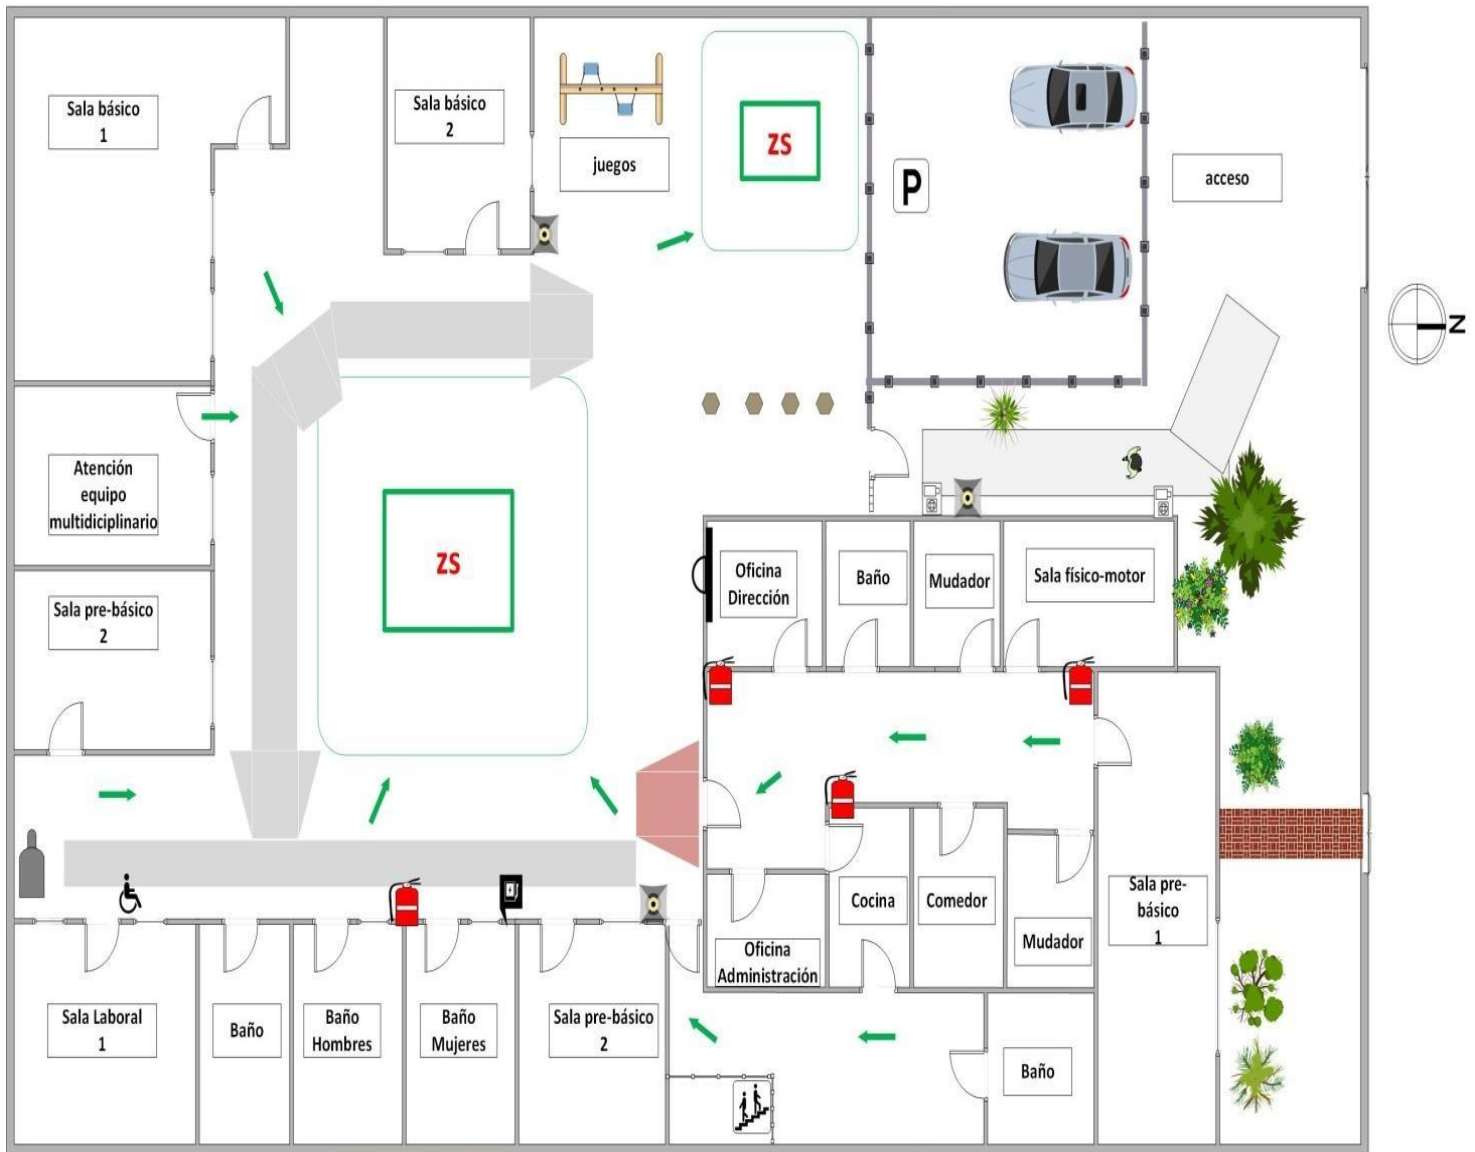 Sala básico
1
Sala básico
2
juegos
ZS
P
acceso
N
Atención
equipo
multidiciplinario
ZS
Sala pre-básico
2
Oficina
Dirección
Baño
Mudador
Sala físico-motor
Cocina
Comedor
Mudador
Sala pre-
básico
1
Oficina
Administración
Sala Laboral
1
Baño
Baño
Hombres
Baño
Mujeres
Sala pre-básico
2
Baño